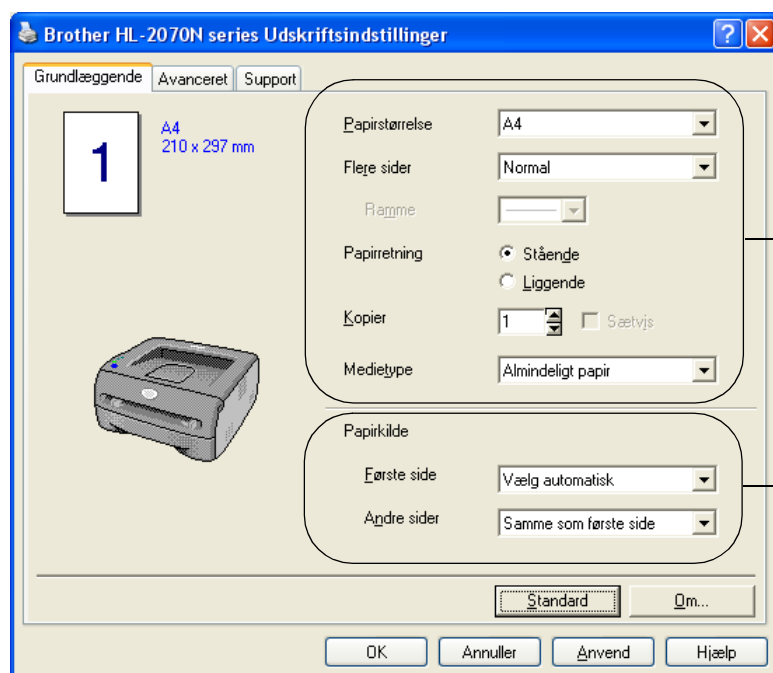 Brother HL-2070N series Udskriftsindstillinger
Grundlæggende Avanceret Support
1
A4
210 x 297 mm
Papirstørrelse A4
Flere sider Normal
Ramme
Papirretning Stående
Liggende
Kopier 1 Sætvjs
Medietype Almindeligt papir
Papirkilde
Første side Vælg automatisk
Andre sider Samme som første side
Standard Om...
OK Annuller Anvend Hjælp